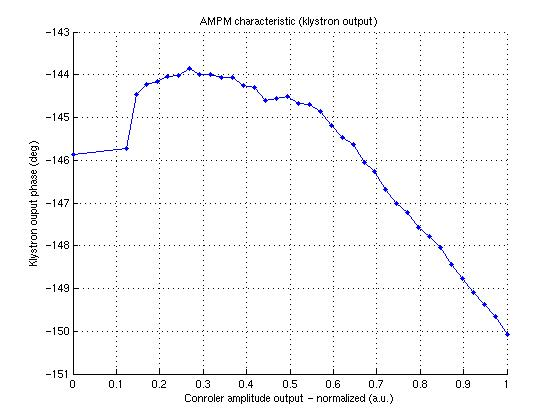 AMPM characteristic (klystron output)
−143
−144
−145
−146
−147
−148
−149
−150
−151
Klystron ouput phase (deg)
0 0.1 0.2 0.3 0.4 0.5 0.6 0.7 0.8 0.9 1
Conroler amplitude output − normalized (a.u.)